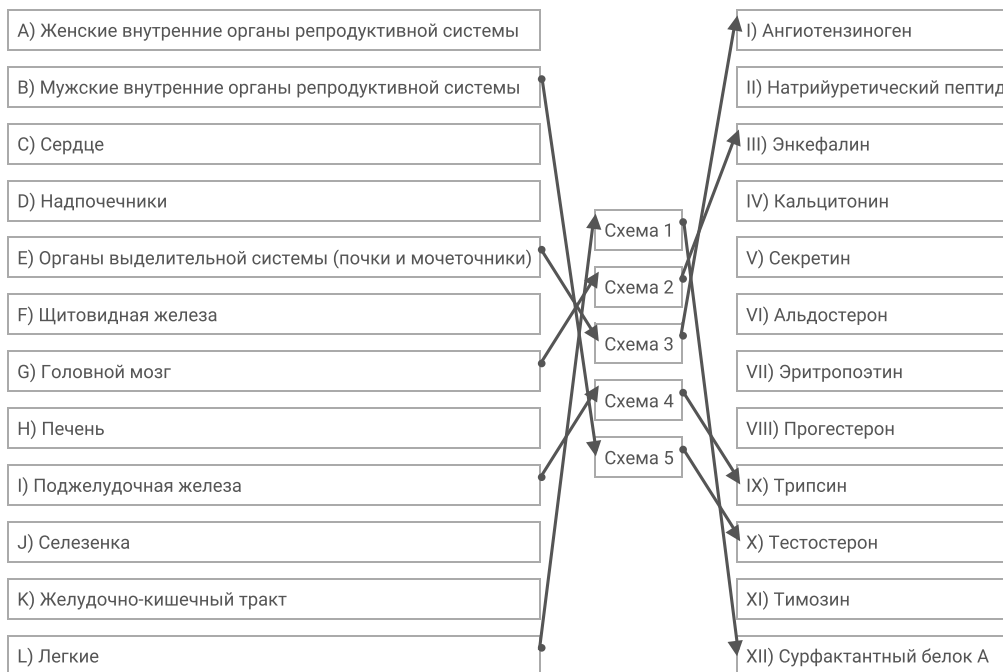 A) Женские внутренние органы репродуктивной системы
B) Мужские внутренние органы репродуктивной системы
C) Сердце
D) Надпочечники
E) Органы выделительной системы (почки и мочеточники)
F) Щитовидная железа
G) Головной мозг
H) Печень
I) Поджелудочная железа
J) Селезенка
K) Желудочно-кишечный тракт
L) Легкие
Схема 1
Схема 2
Схема 3
Схема 4
Схема 5
I) Ангиотензиноген
II) Натрийуретический пептид
III) Энкефалин
IV) Кальцитонин
V) Секретин
VI) Альдостерон
VII) Эритропоэтин
VIII) Прогестерон
IX) Трипсин
X) Тестостерон
XI) Тимозин
XII) Сурфактантный белок А